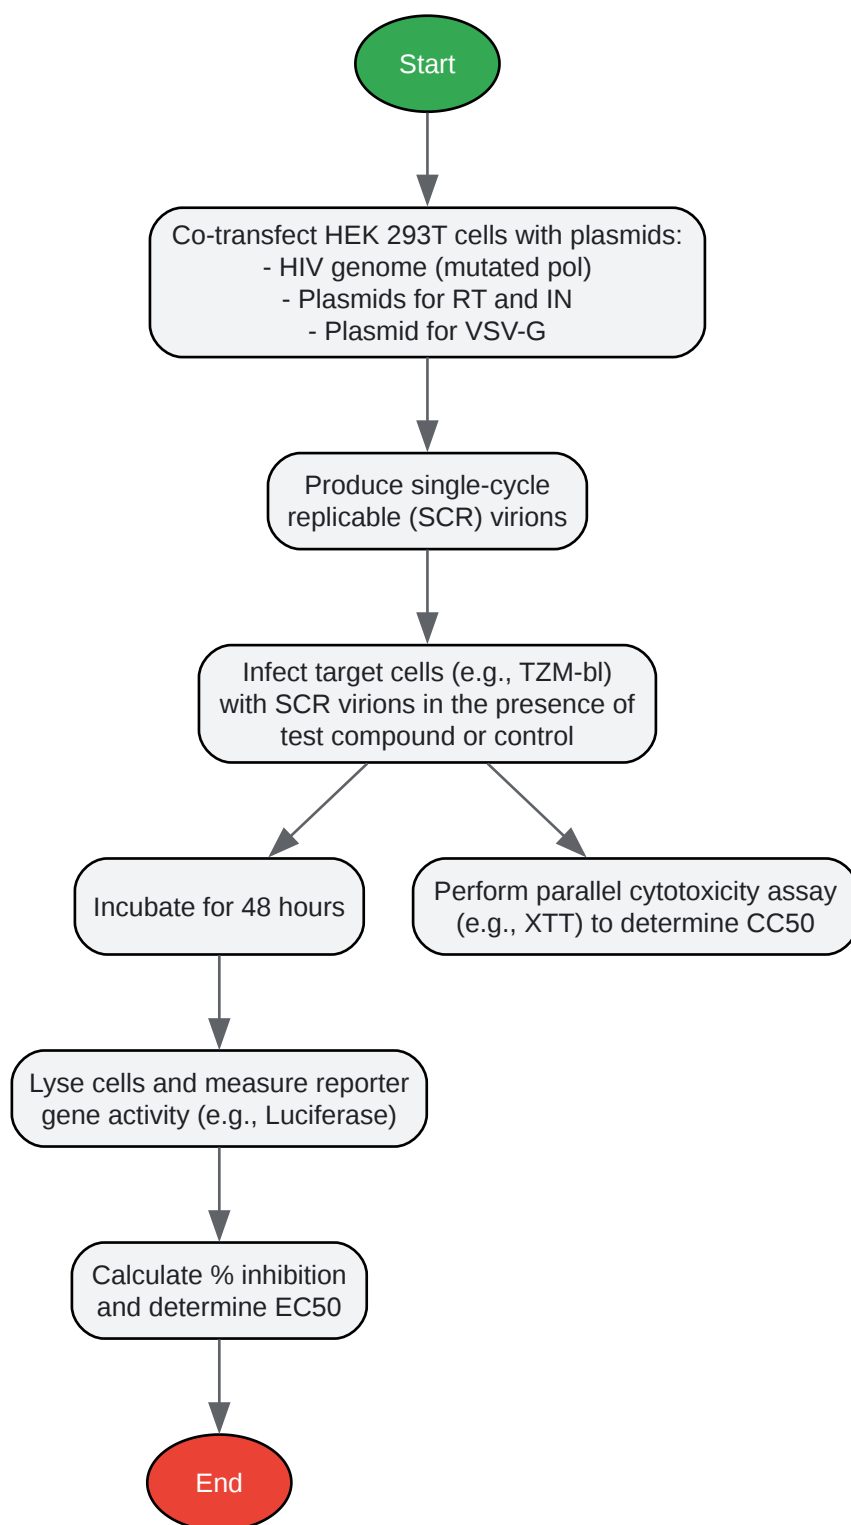 Start
Co-transfect HEK 293T cells with plasmids:
- HIV genome (mutated pol)
- Plasmids for RT and IN
- Plasmid for VSV-G
Produce single-cycle
replicable (SCR) virions
Infect target cells (e.g., TZM-bl)
with SCR virions in the presence of
test compound or control
Incubate for 48 hours
Perform parallel cytotoxicity assay
(e.g., XTT) to determine CC50
Lyse cells and measure reporter
gene activity (e.g., Luciferase)
Calculate % inhibition
and determine EC50
End